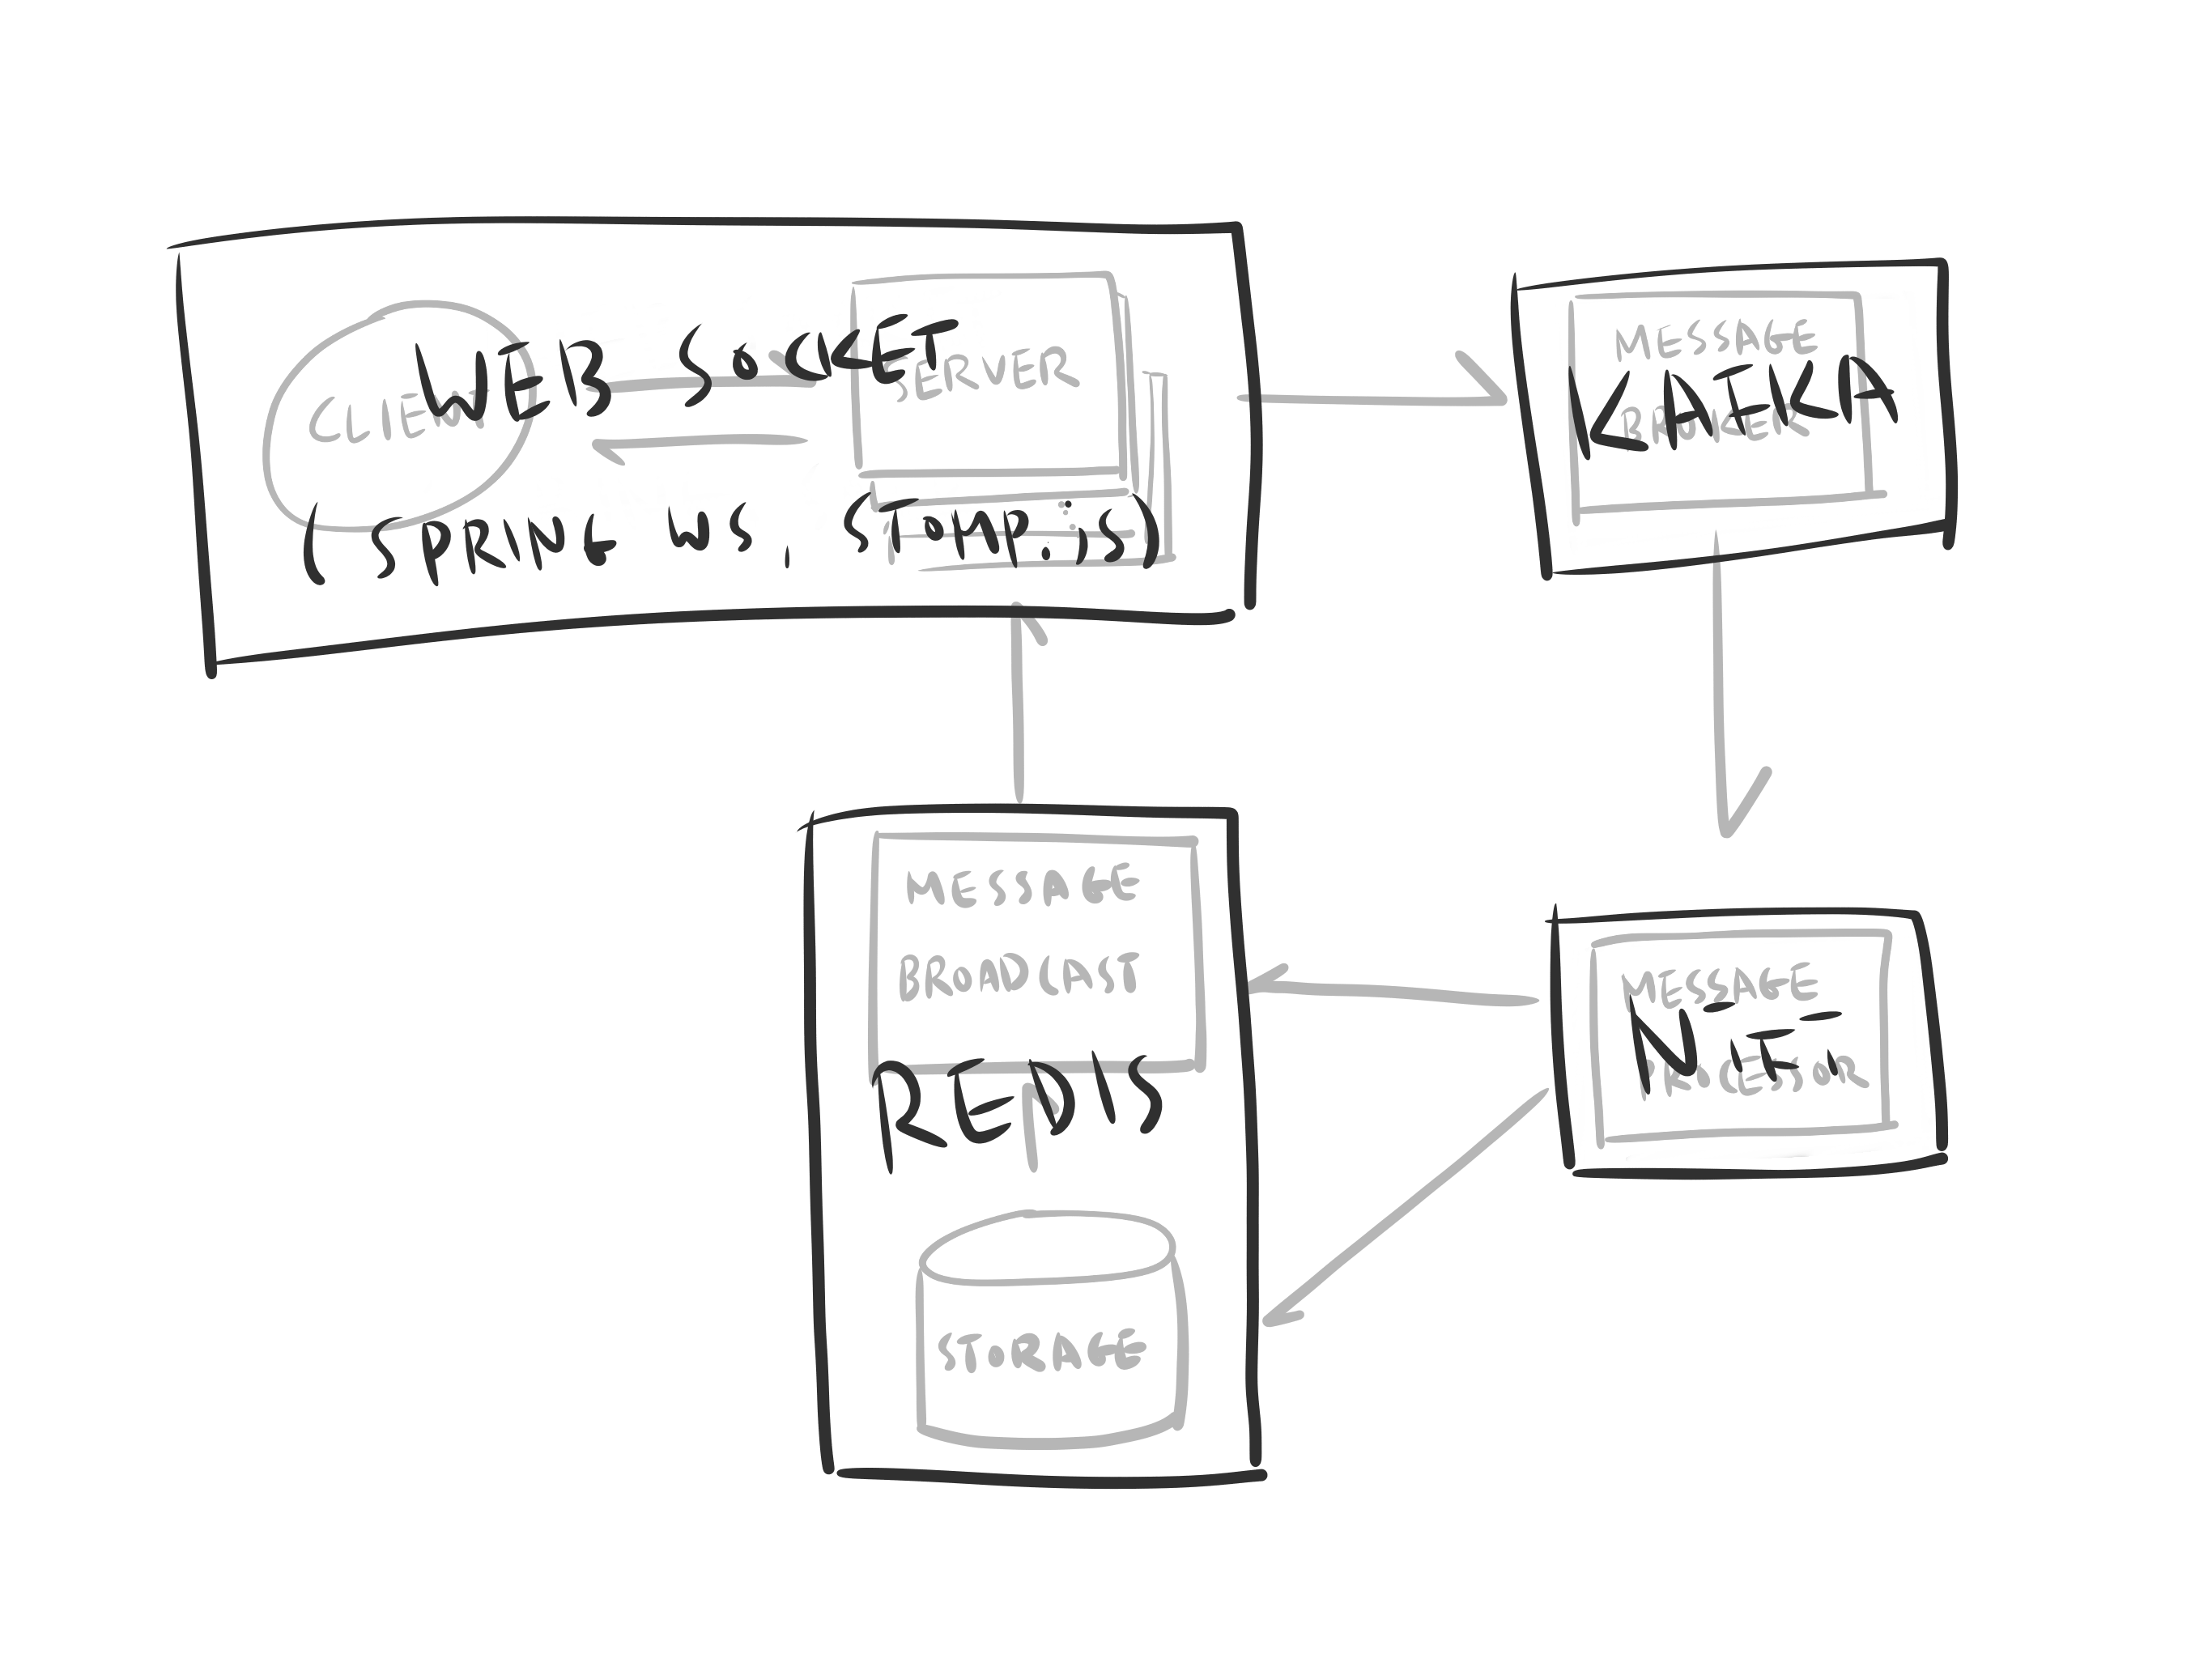 CLIENT
SERVER
WEB SOCKET
(SPRING WS, STOMP.JS)
MESSAGE
BROKER
KAFKA
MESSAGE
BROADCAST
REDIS
STORAGE
MESSAGE
PROCESSOR
NiFi